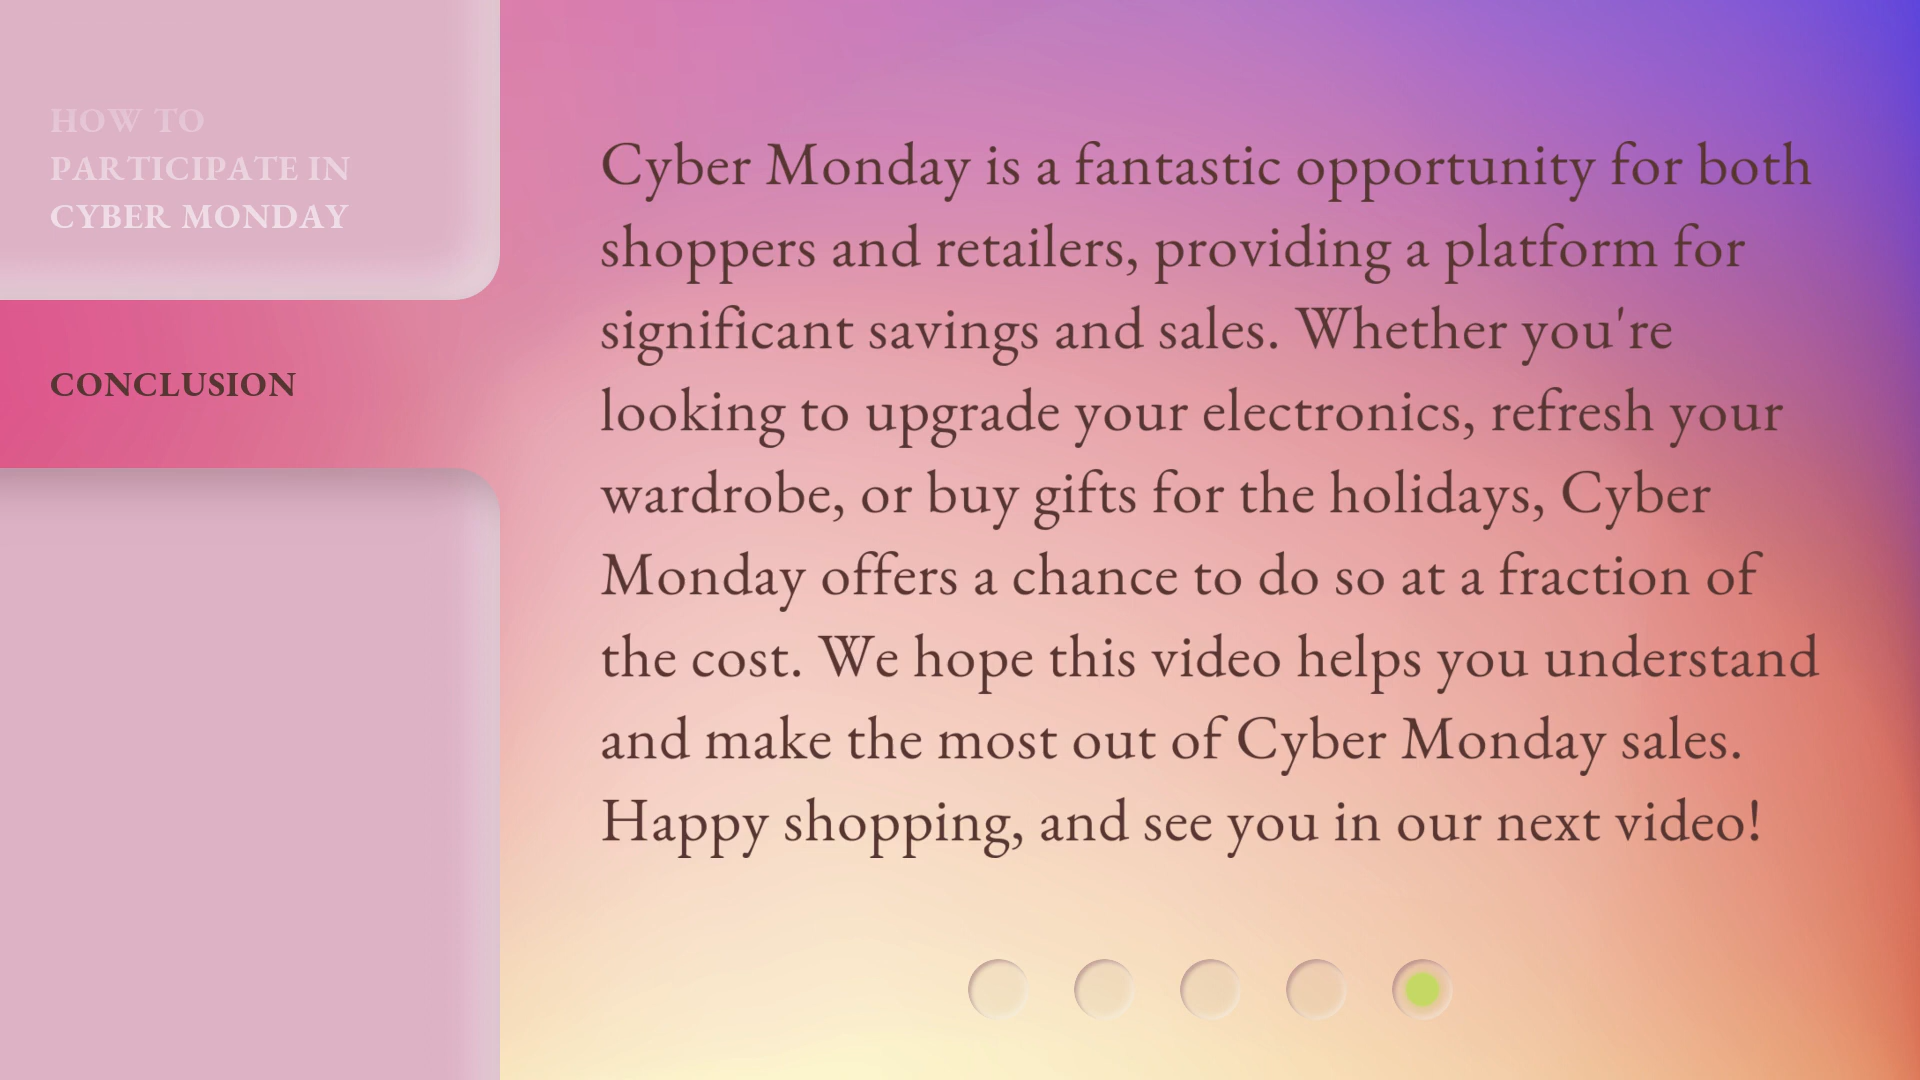 HOW TO
PARTICIPATE IN
CYBER MONDAY
CONCLUSION
Cyber Monday is a fantastic opportunity for both
shoppers and retailers, providing a platform for
significant savings and sales. Whether you're
looking to upgrade your electronics, refresh your
wardrobe, or buy gifts for the holidays, Cyber
Monday offers a chance to do so at a fraction of
the cost. We hope this video helps you understand
and make the most out of Cyber Monday sales.
Happy shopping, and see you in our next video!